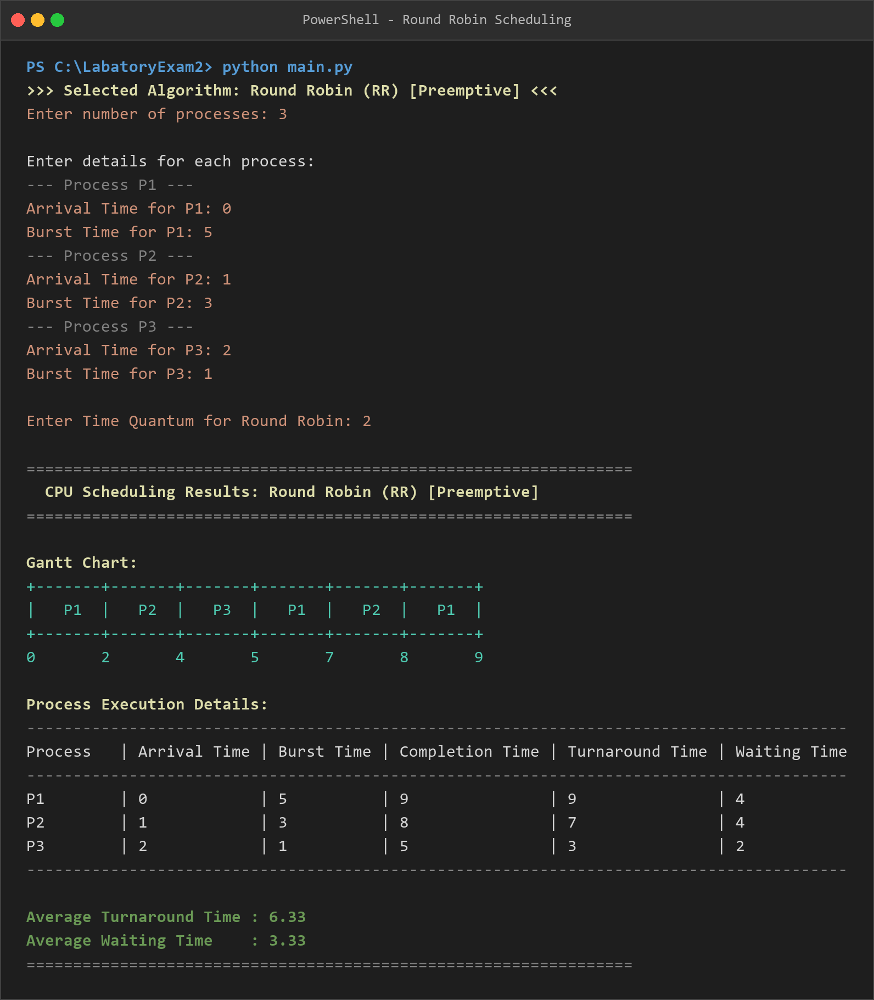 PowerShell - Round Robin Scheduling
PS C:\LabatoryExam2> python main.py
>>> Selected Algorithm: Round Robin (RR) [Preemptive] <<<
Enter number of processes: 3

Enter details for each process:
--- Process P1 ---
Arrival Time for P1: 0
Burst Time for P1: 5
--- Process P2 ---
Arrival Time for P2: 1
Burst Time for P2: 3
--- Process P3 ---
Arrival Time for P3: 2
Burst Time for P3: 1

Enter Time Quantum for Round Robin: 2

=================================================================
  CPU Scheduling Results: Round Robin (RR) [Preemptive]
=================================================================

Gantt Chart:
+-------+-------+-------+-------+-------+-------+
|   P1  |   P2  |   P3  |   P1  |   P2  |   P1  |
+-------+-------+-------+-------+-------+-------+
0       2       4       5       7       8       9

Process Execution Details:
----------------------------------------------------------------------------------------
Process   | Arrival Time | Burst Time | Completion Time | Turnaround Time | Waiting Time
----------------------------------------------------------------------------------------
P1        | 0            | 5          | 9               | 9               | 4
P2        | 1            | 3          | 8               | 7               | 4
P3        | 2            | 1          | 5               | 3               | 2
----------------------------------------------------------------------------------------

Average Turnaround Time : 6.33
Average Waiting Time    : 3.33
=================================================================